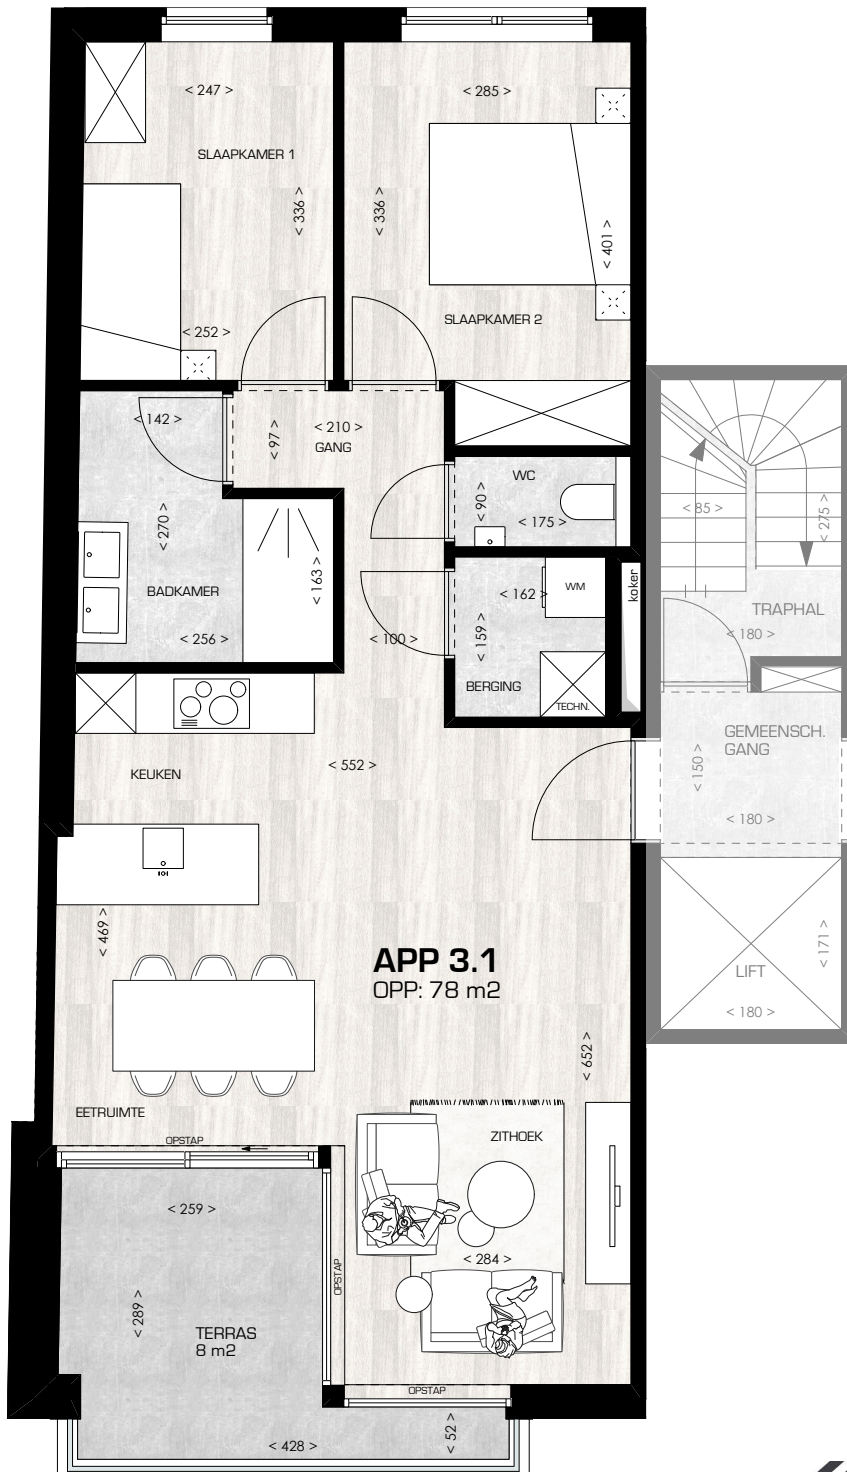 < 247 >
< 285 >
SLAAPKAMER 1
< 336 >
< 336 >
< 401 >
SLAAPKAMER 2
< 252 >
< 142 >
< 97 >
< 210 >
GANG
WC
< 90 >
< 175 >
< 85 >
< 275 >
< 270 >
< 163 >
BADKAMER
< 256 >
< 100 >
< 159 >
< 162 >
WM
koker
BERGING
TECHN.
TRAPHAL
< 180 >
GEMEENSCH.
GANG
< 150 >
< 180 >
KEUKEN
< 552 >
< 469 >
APP 3.1
OPP: 78 m2
LIFT
< 171 >
< 180 >
< 652 >
EETRUIMTE
ZITHOEK
OPSTAP
< 259 >
< 284 >
OPSTAP
< 289 >
TERRAS
8 m2
OPSTAP
< 428 >
< 52 >